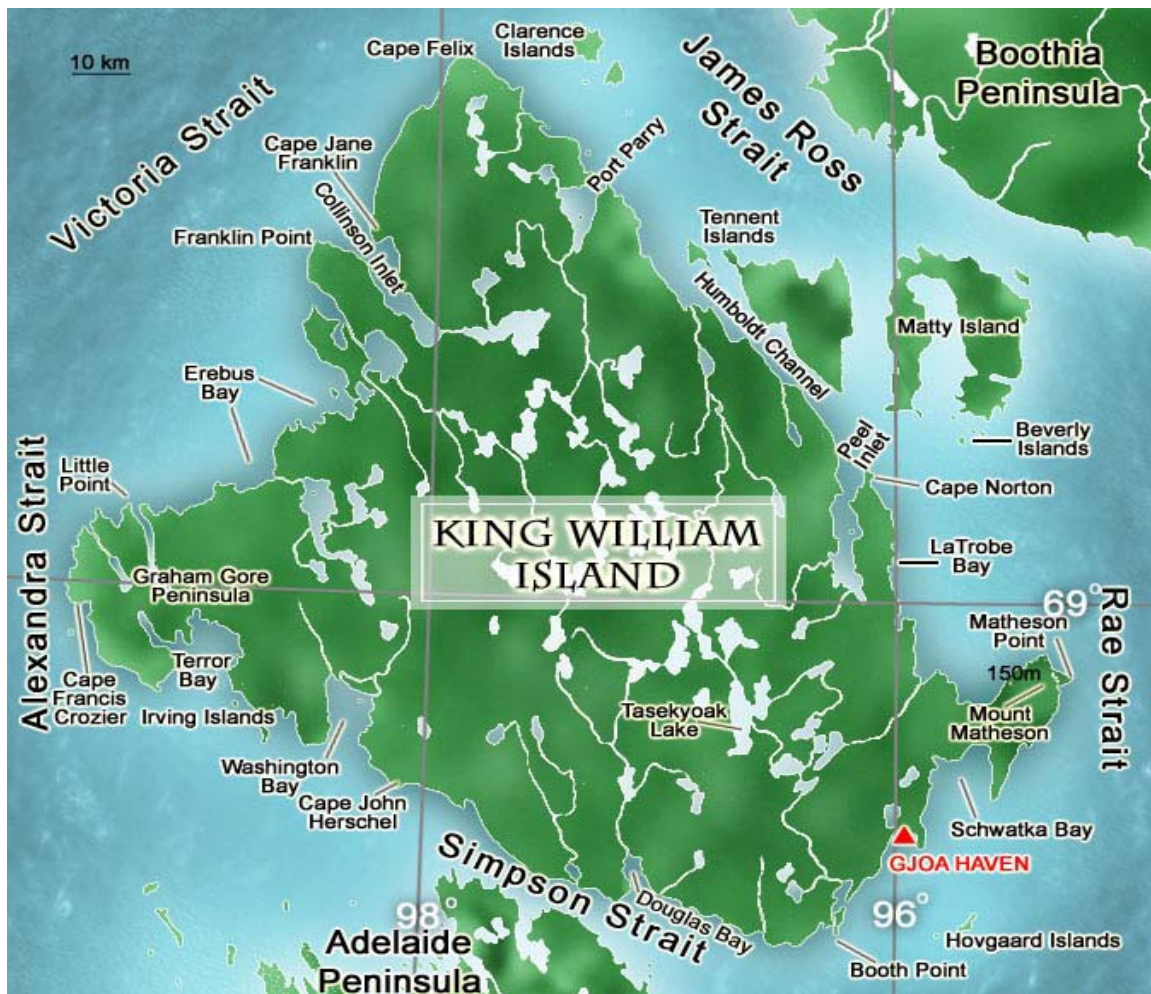 Clarence
Islands
Cape Felix
10 km
James Ross
Strait
Boothia
Peninsula
Victoria Strait
Cape Jane
Franklin
Port Parry
Collinson Inlet
Franklin Point
Tennent
Islands
Humboldt Channel
Matty Island
Erebus
Bay
Beverly
Islands
Peel
Inlet
Little
Point
Cape Norton
Alexandra Strait
KING WILLIAM
ISLAND
LaTrobe
Bay
Graham Gore
Peninsula
69°
Matheson
Point
Rae Strait
Terror
Bay
150m
Cape
Francis
Crozier
Irving Islands
Tasekyoak
Lake
Mount
Matheson
Washington
Bay
Cape John
Herschel
Schwatka Bay
Simpson Strait
GJOA HAVEN
Douglas Bay
98°
96°
Adelaide
Peninsula
Hovgaard Islands
Booth Point